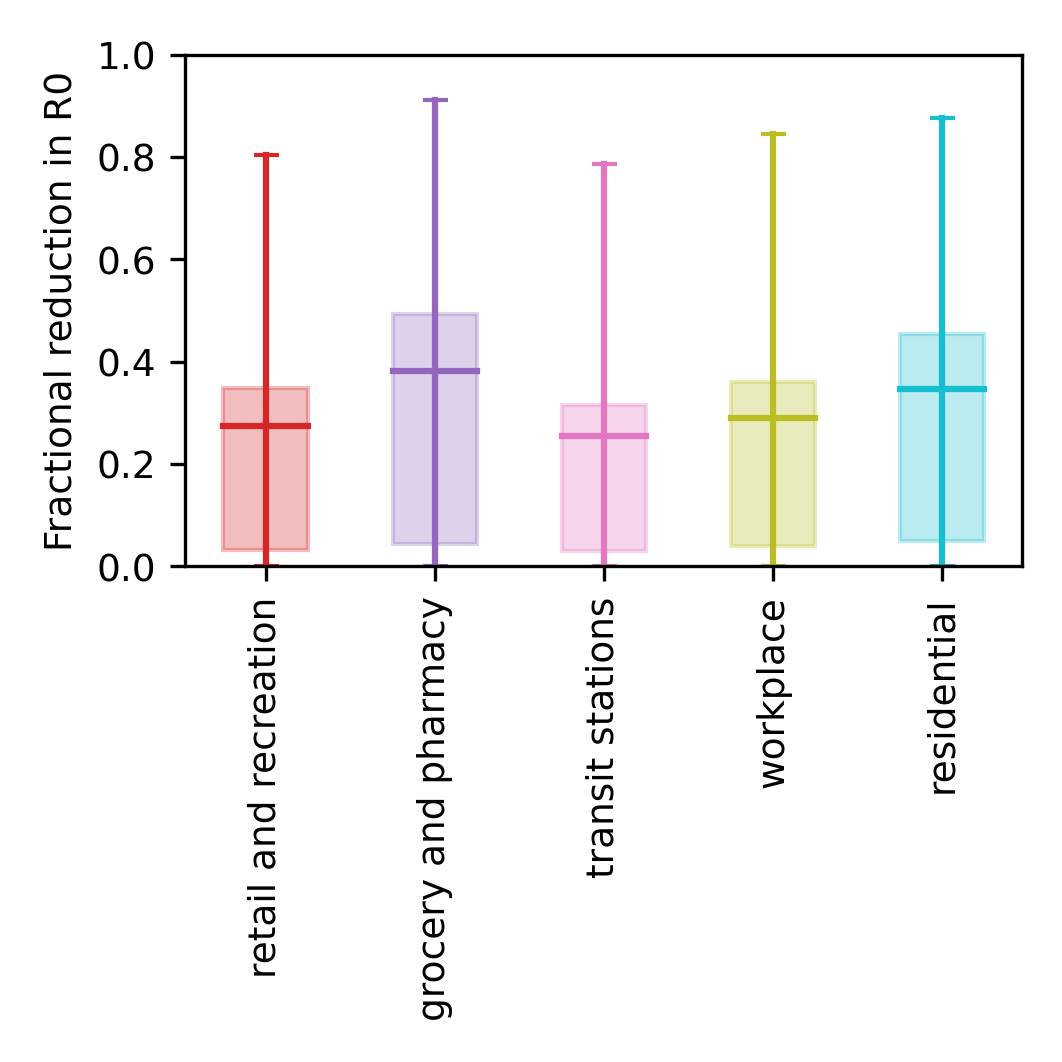 Fractional reduction in R0
1.0
0.8
0.6
0.4
0.2
0.0
retail and recreation
grocery and pharmacy
transit stations
workplace
residential